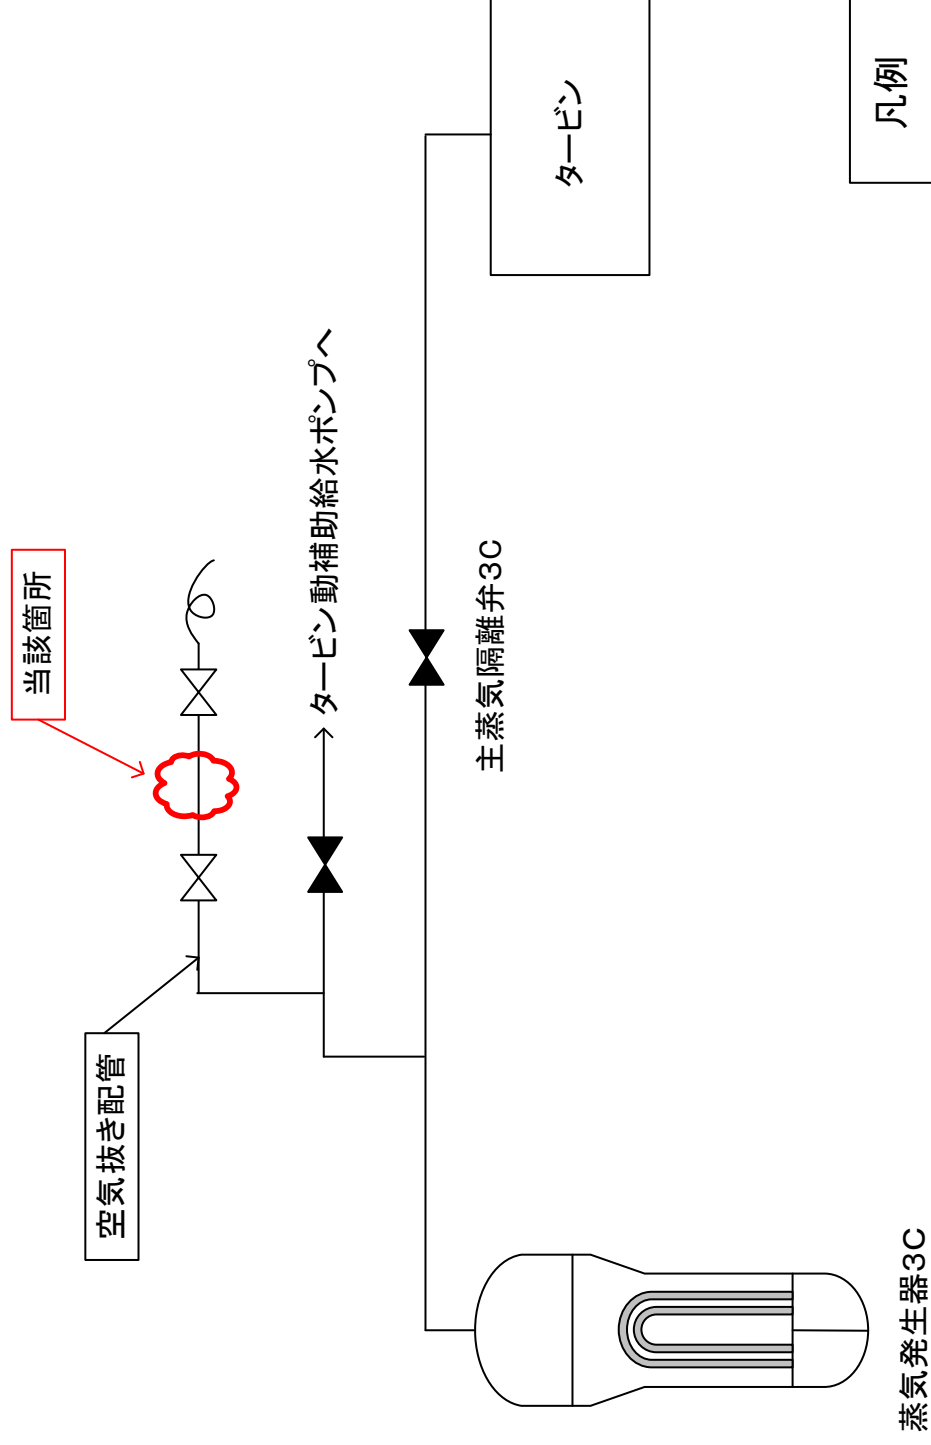 当該箇所
空気抜き配管
タービン動補助給水ポンプへ
主蒸気隔離弁3C
タービン
蒸気発生器3C
凡例